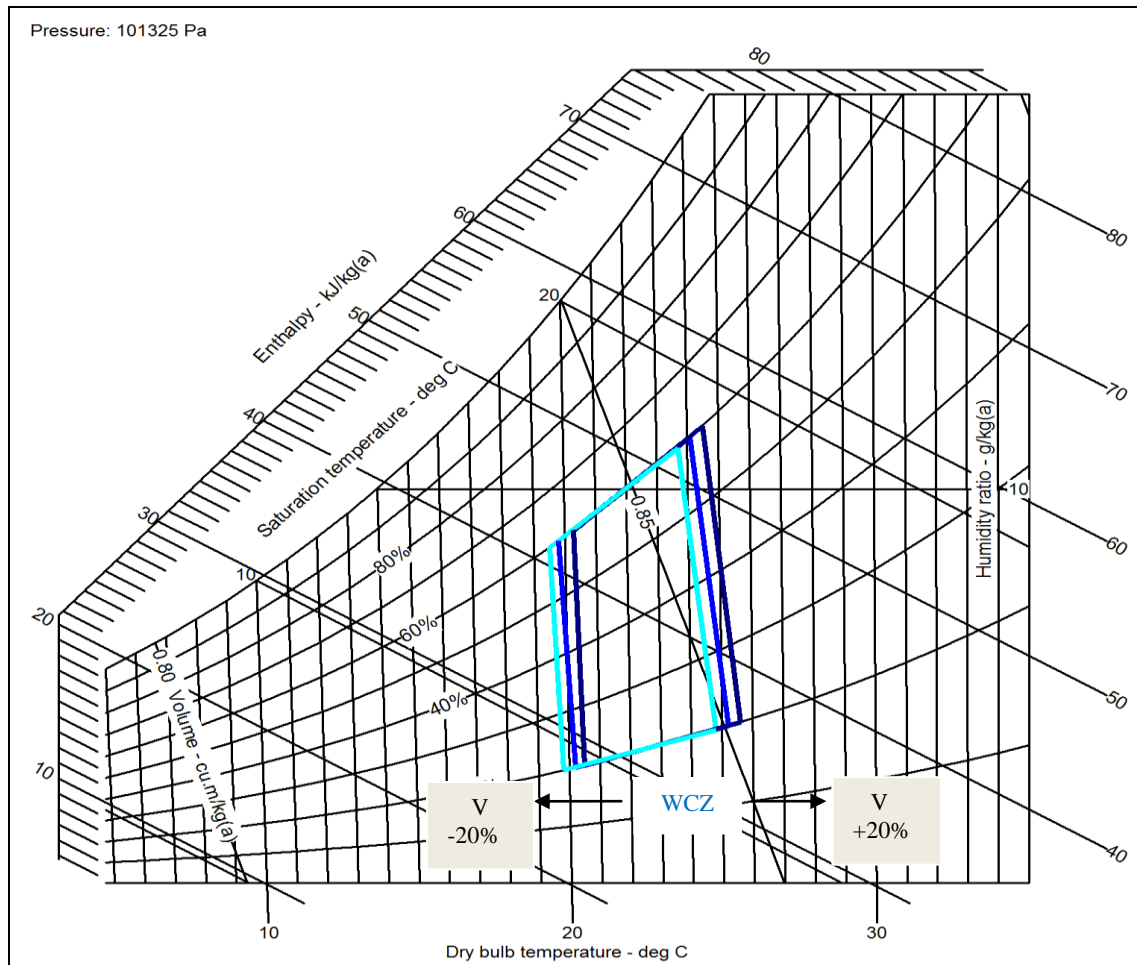 Pressure: 101325 Pa
80
70
60
50
40
30
20
10
Enthalpy - kJ/kg(a)
Saturation temperature - deg C
20
10
80%
60%
40%
0.80 Volume - cu.m/kg(a)
0.85
Humidity ratio - g/kg(a)
10
80
70
60
50
40
V
-20%
WCZ
V
+20%
10
20
30
Dry bulb temperature - deg C